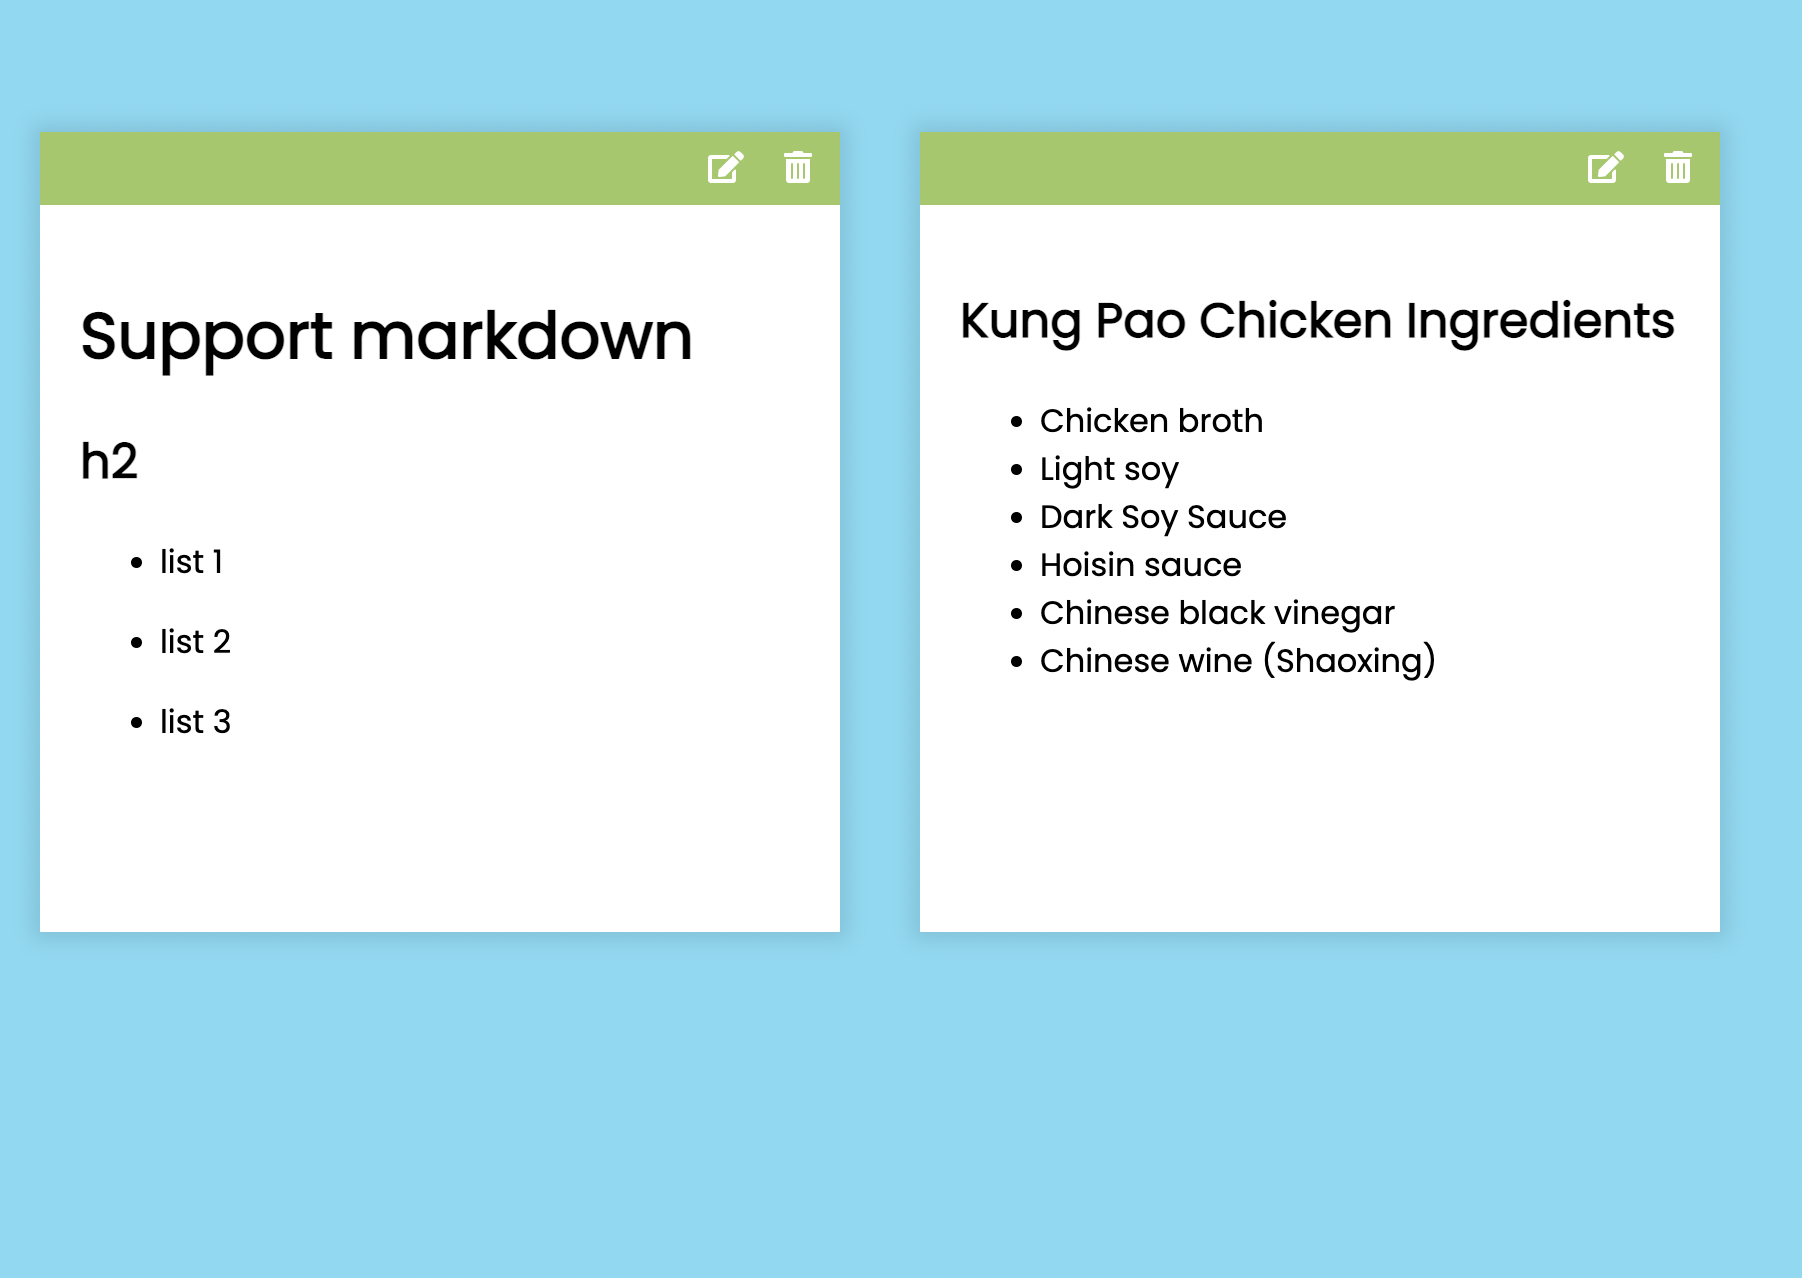 Support markdown
h2
list 1
list 2
list 3
Kung Pao Chicken Ingredients
Chicken broth
Light soy
Dark Soy Sauce
Hoisin sauce
Chinese black vinegar
Chinese wine (Shaoxing)